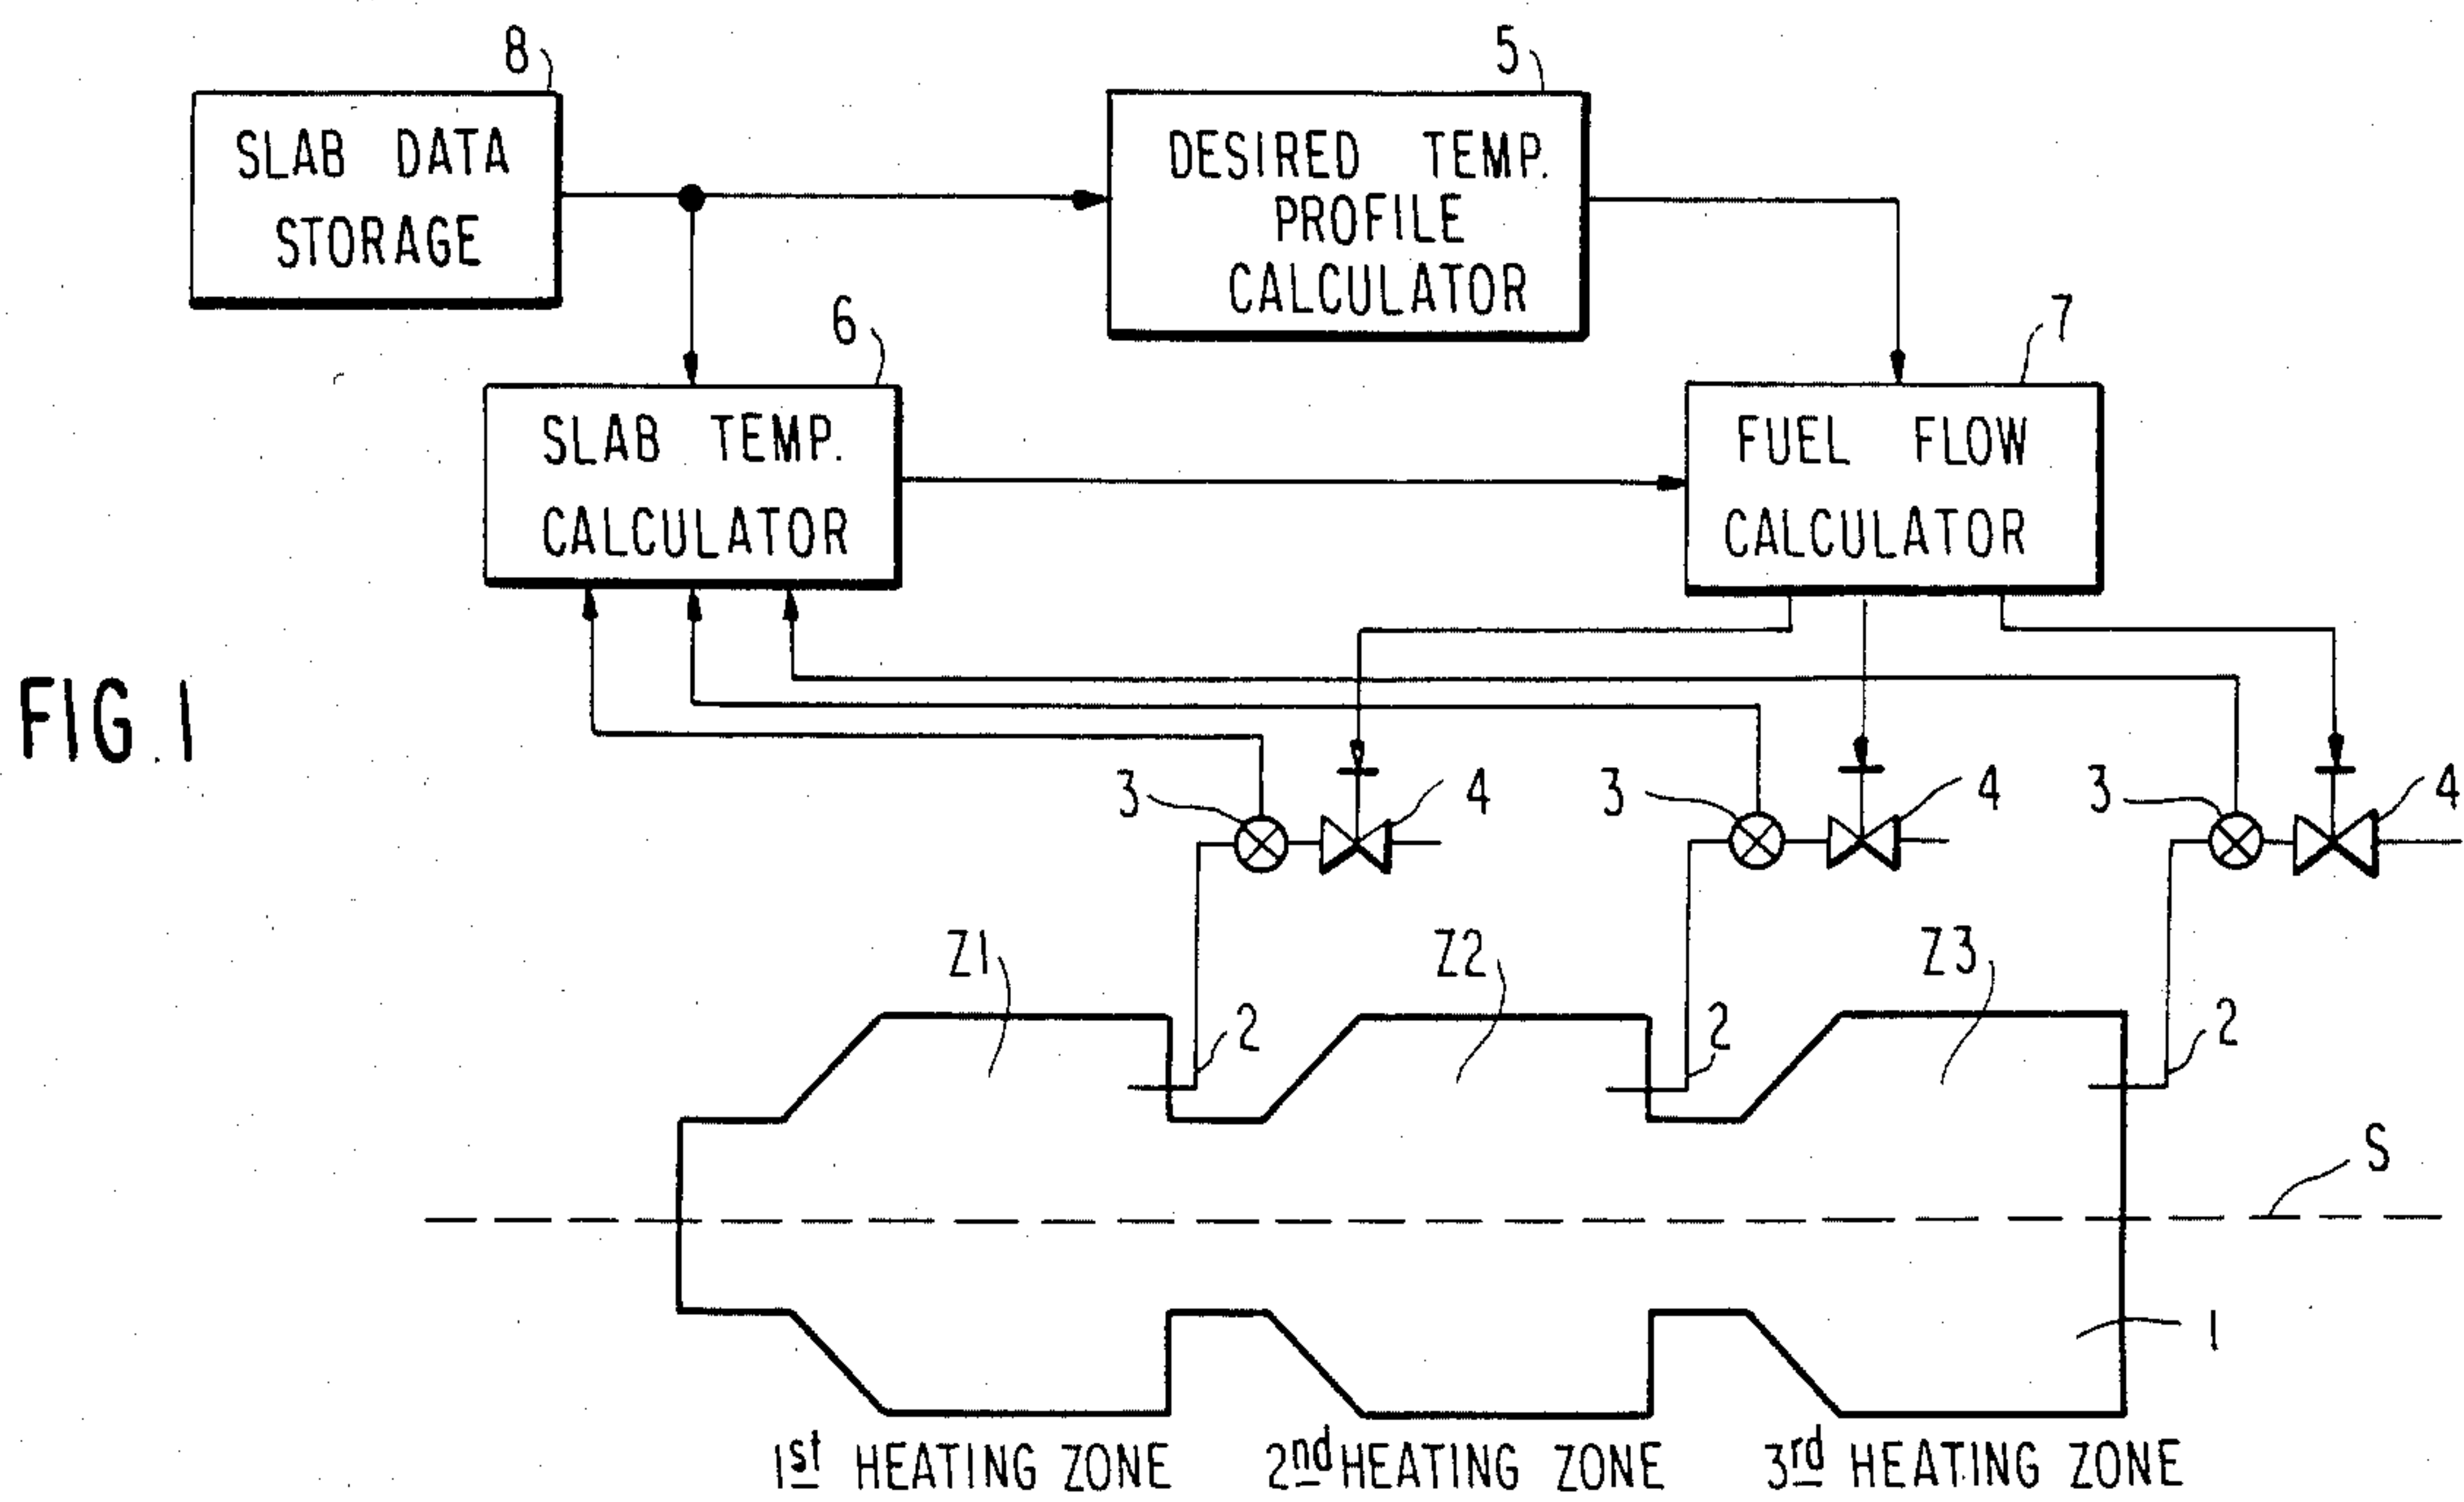 8
5
SLAB DATA
STORAGE
DESIRED TEMP.
PROFILE
CALCULATOR
6
7
SLAB TEMP.
CALCULATOR
FUEL FLOW
CALCULATOR
FIG. 1
3
4
3
4
3
4
Z1
Z2
Z3
2
2
2
S
1
1st HEATING ZONE
2nd HEATING ZONE
3rd HEATING ZONE